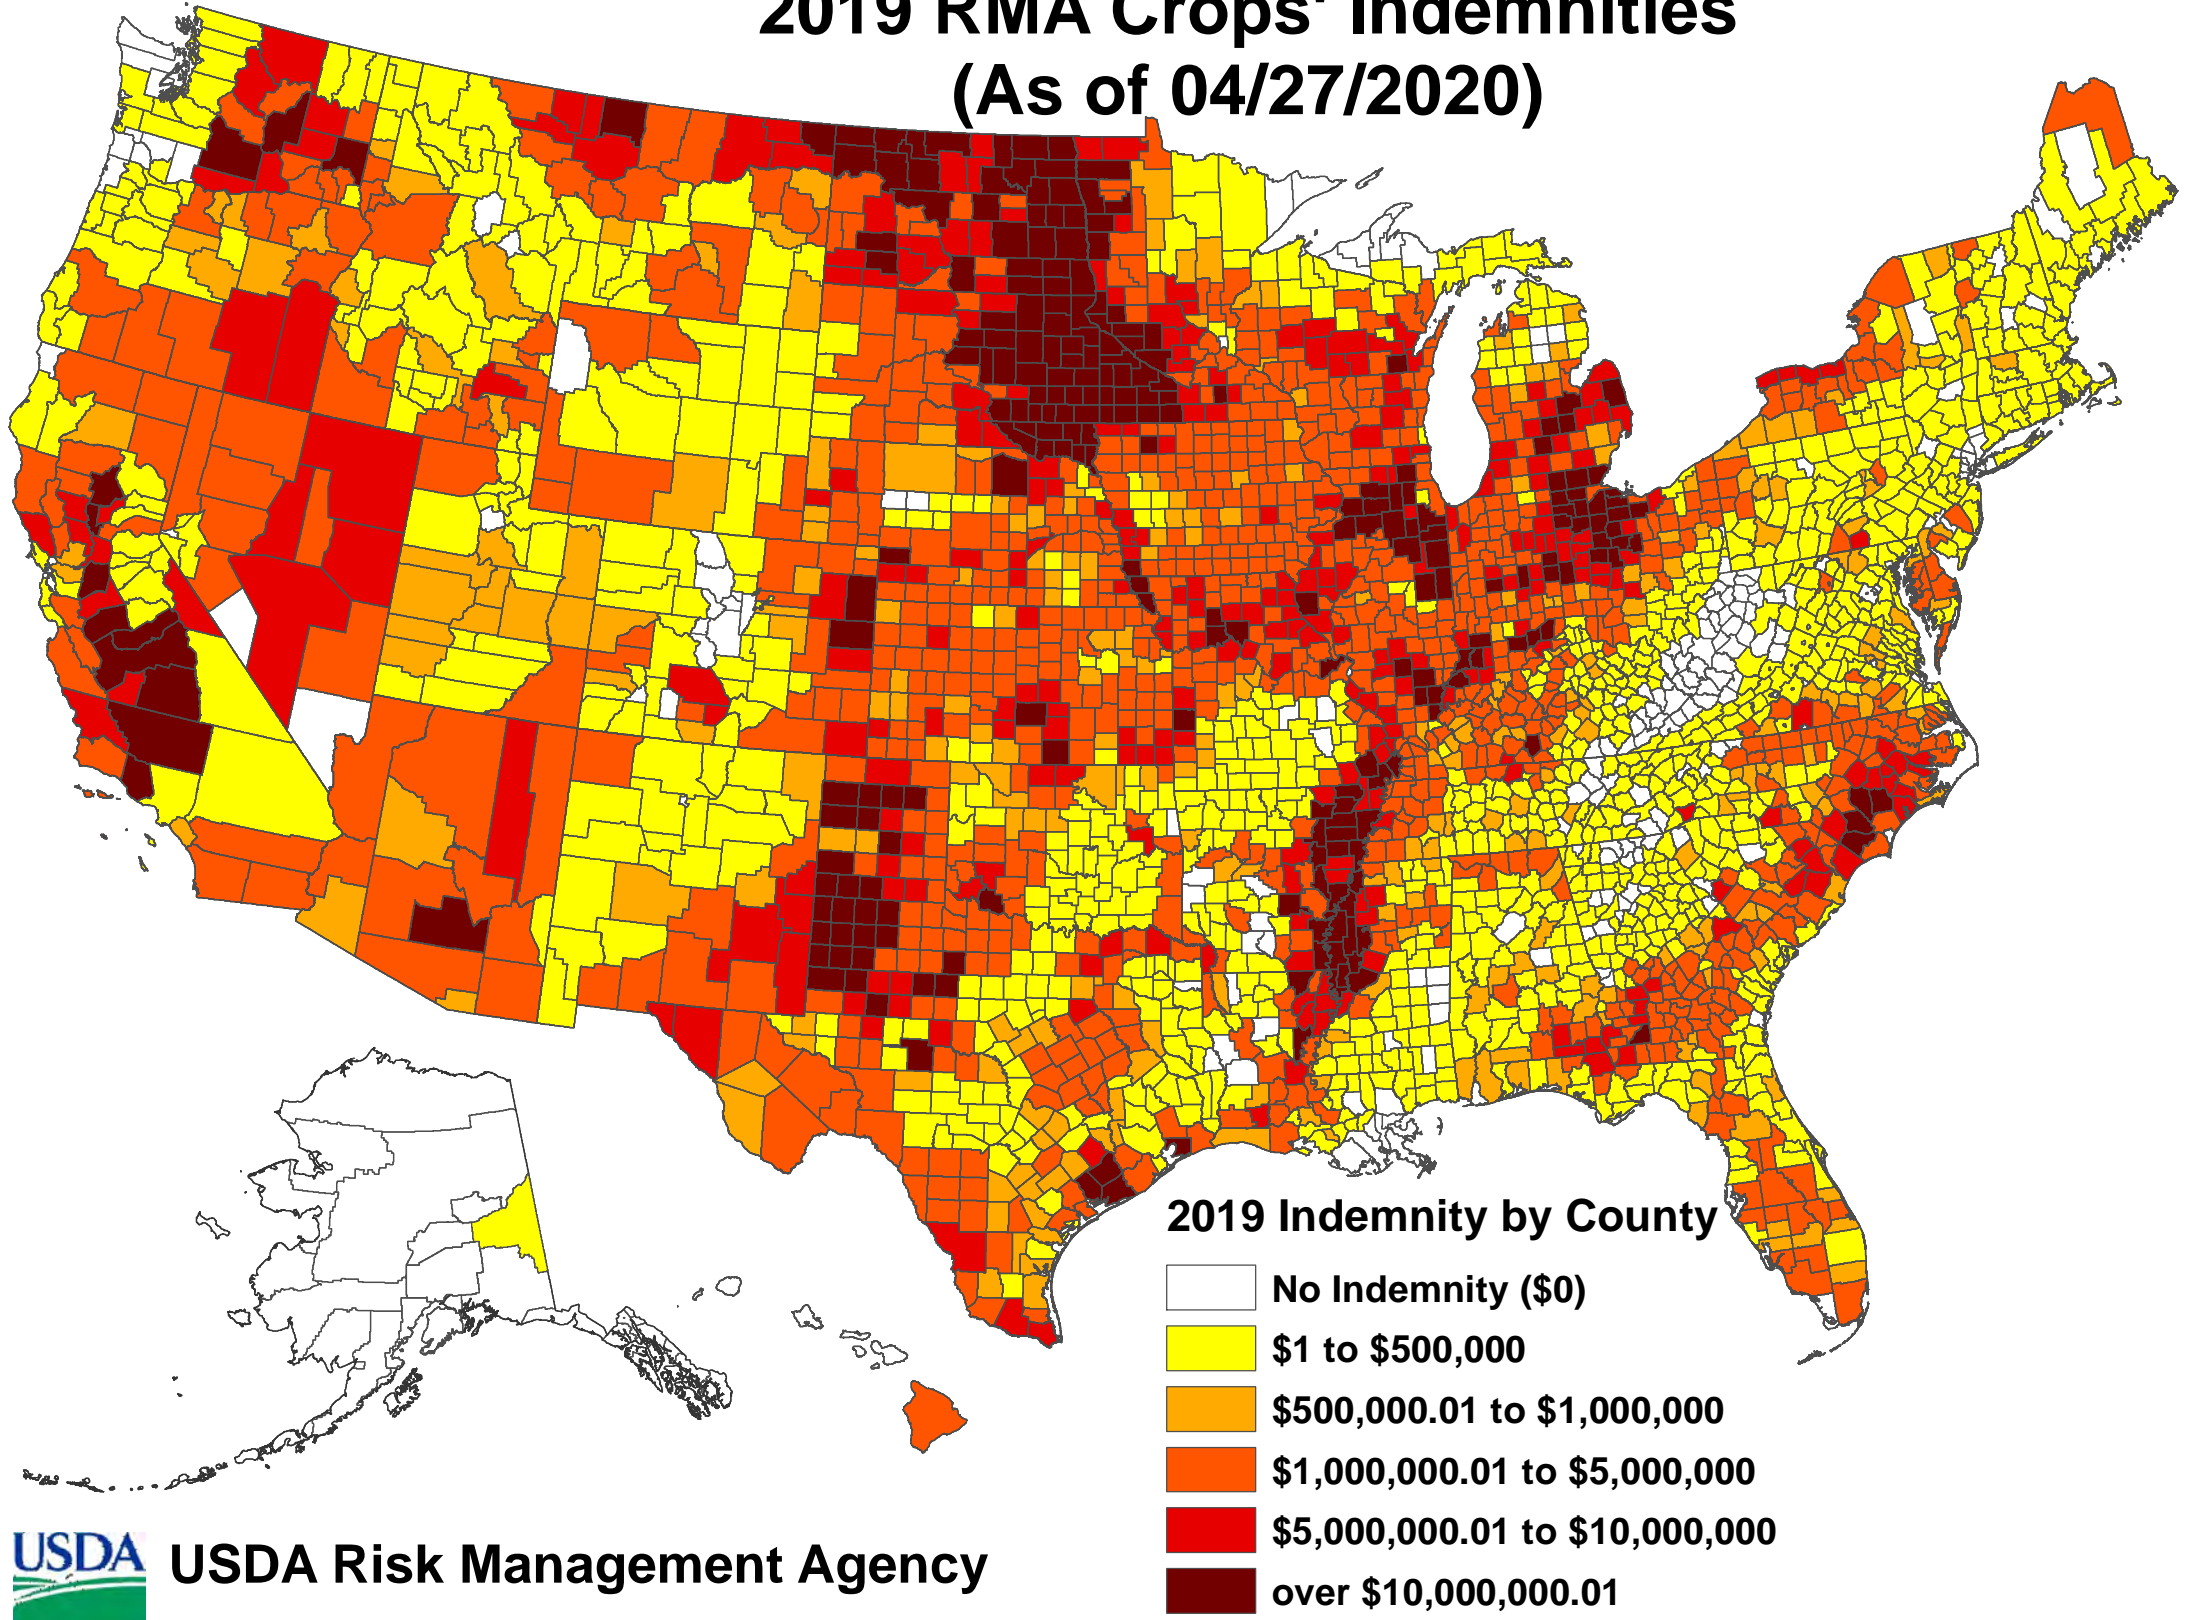 2019 RMA Crops' Indemnities
(As of 04/27/2020)
2019 Indemnity by County
No Indemnity ($0)
$1 to $500,000
$500,000.01 to $1,000,000
$1,000,000.01 to $5,000,000
$5,000,000.01 to $10,000,000
over $10,000,000.01
USDA
USDA Risk Management Agency